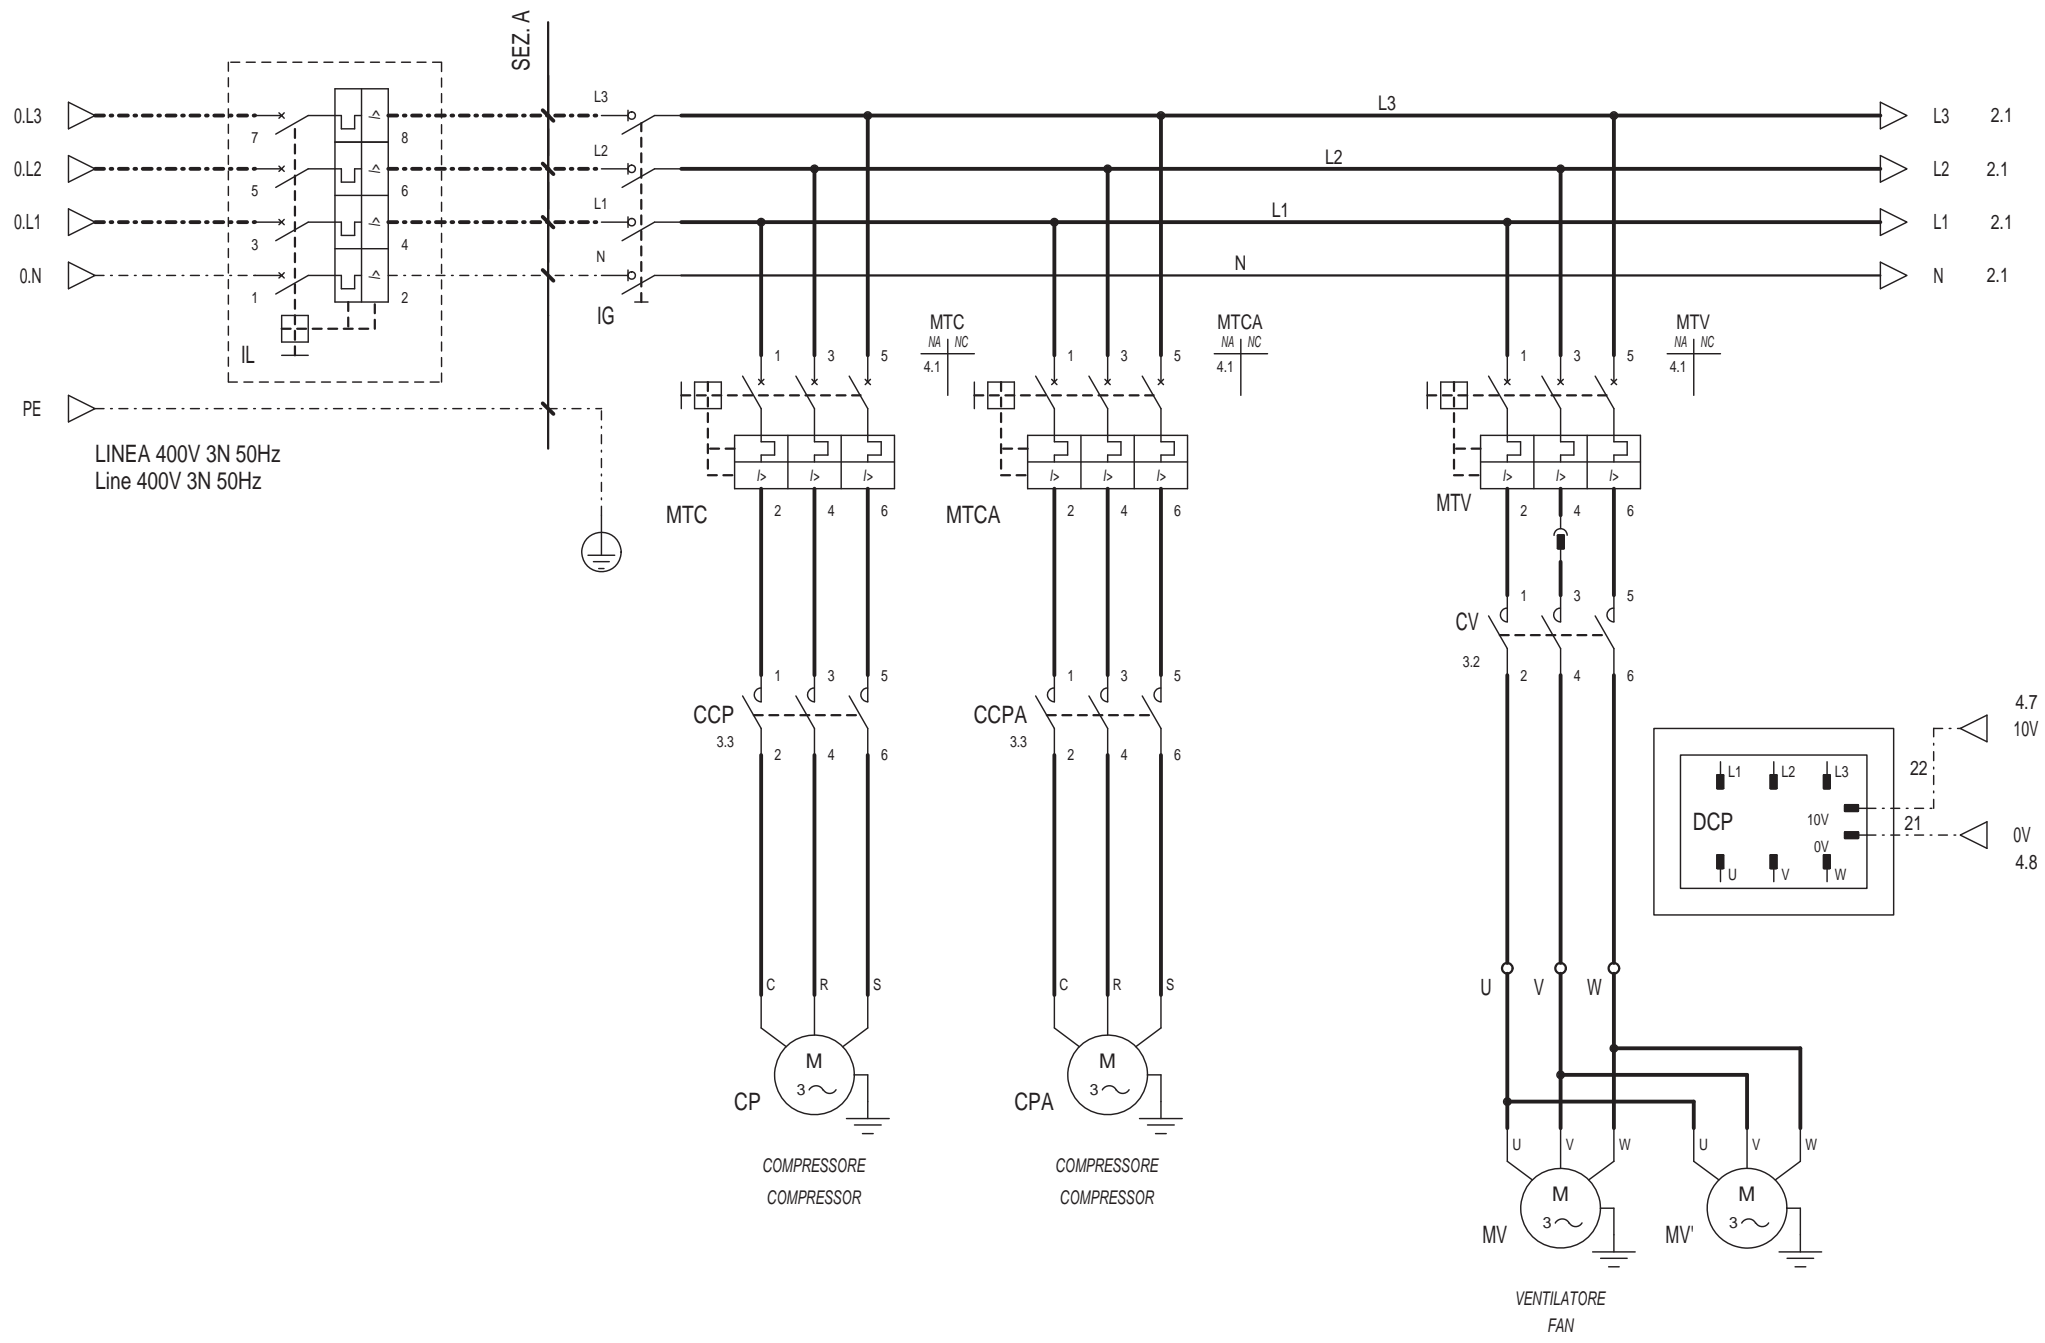 SEZ. A
0.L3
7
8
L3
L3
L3 2.1
0.L2
5
6
L2
L2
L2 2.1
0.L1
3
4
L1
L1
L1 2.1
0.N
1
2
N
N
N 2.1
IL
IG
PE
LINEA 400V 3N 50Hz
Line 400V 3N 50Hz
MTC
NA NC
4.1
MTCA
NA NC
4.1
MTV
NA NC
4.1
1 3 5
1 3 5
1 3 5
I> I> I> I>
I> I> I>
I> I> I>
I> I> I>
MTC
2 4 6
MTCA
2 4 6
MTV
2 4 6
1 3 5
CV
3.2
2 4 6
1 3 5
CCP
3.3
2 4 6
1 3 5
CCPA
3.3
2 4 6
4.7
10V
22
L1 L2 L3
DCP
10V
0V
21
0V
4.8
U V W
C R S
C R S
U V W
M
3
CP
M
3
CPA
COMPRESSORE
COMPRESSOR
COMPRESSORE
COMPRESSOR
U V W
U V W
M
3
MV
M
3
MV'
VENTILATORE
FAN